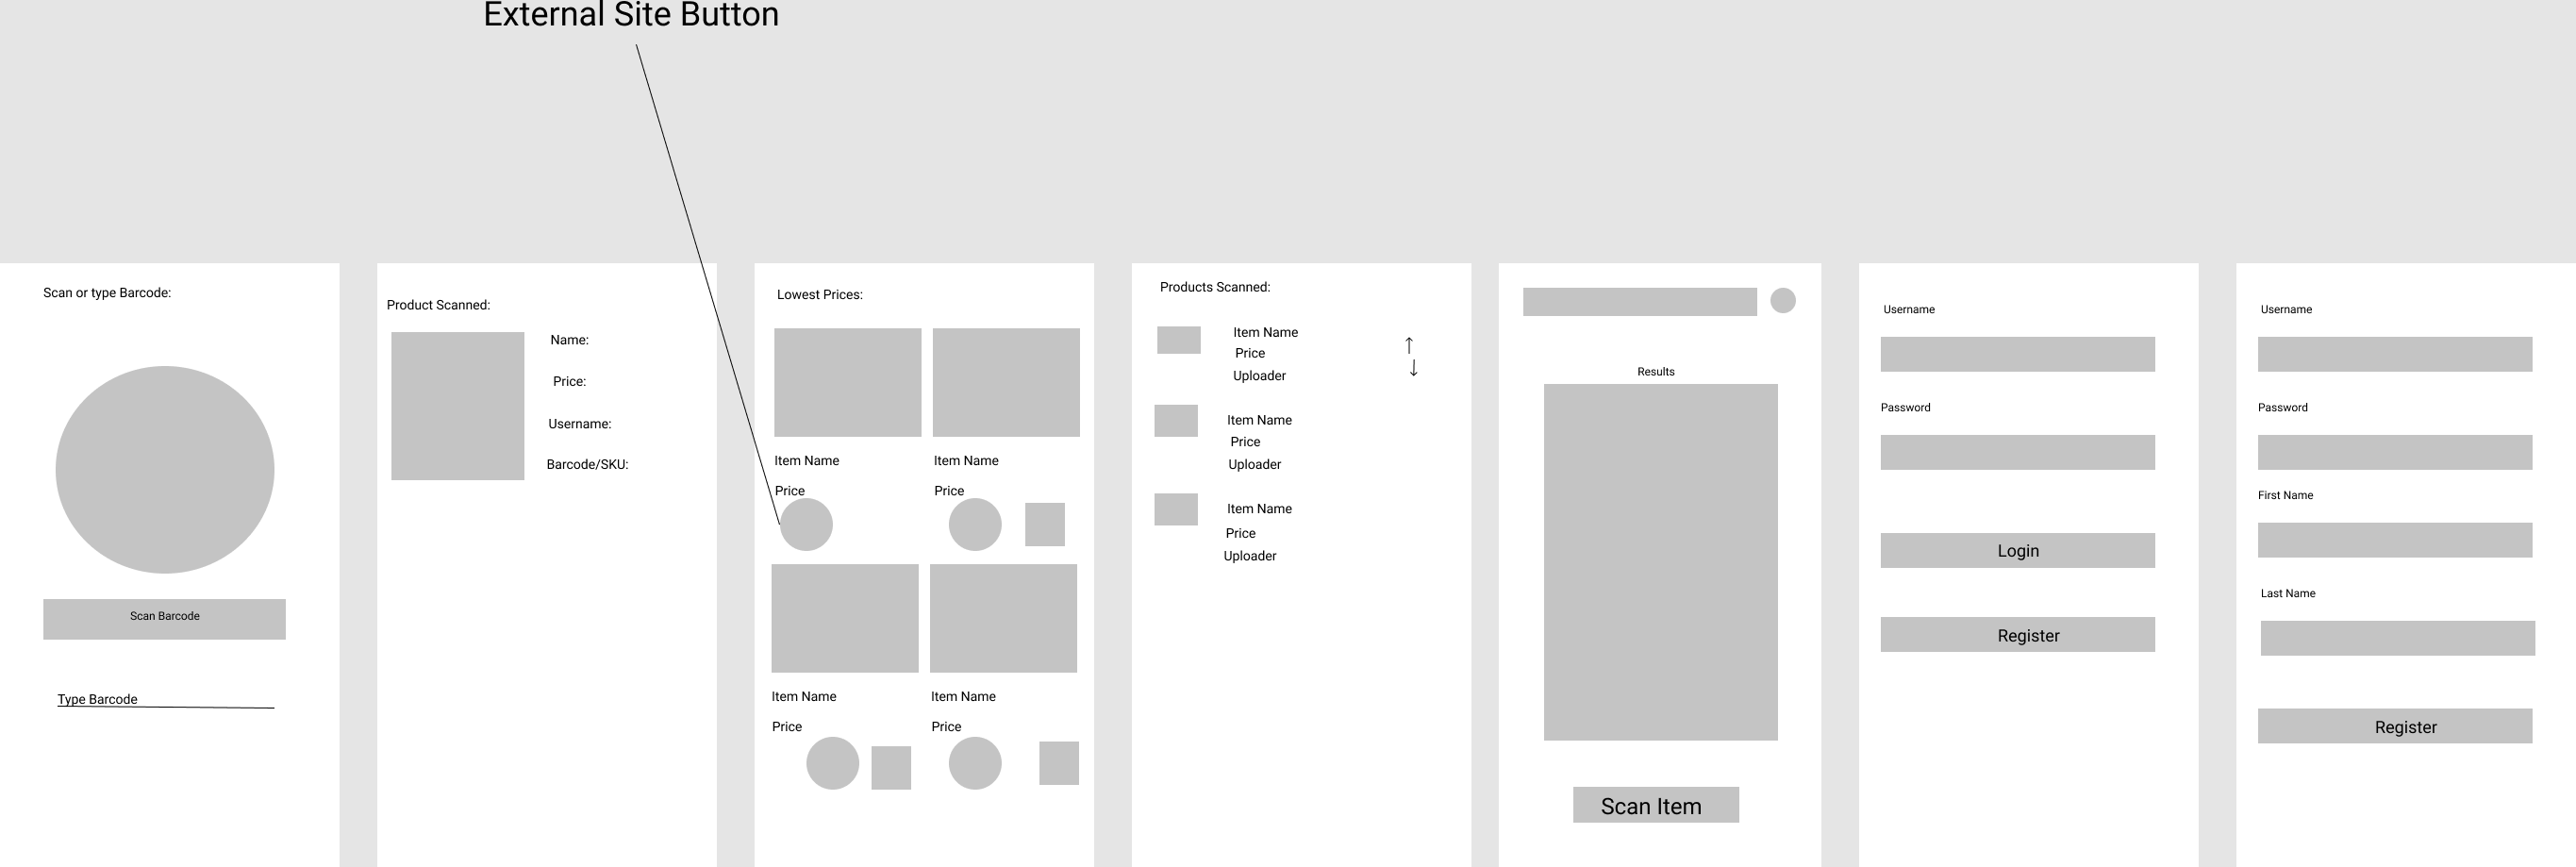 External Site Button
Scan or type Barcode:
Scan Barcode
Type Barcode
Product Scanned:
Name:
Price:
Username:
Barcode/SKU:
Lowest Prices:
Item Name
Item Name
Price
Price
Item Name
Item Name
Price
Price
Products Scanned:
Item Name
Price
Uploader
Item Name
Price
Uploader
Item Name
Price
Uploader
Results
Scan Item
Username
Password
Login
Register
Username
Password
First Name
Last Name
Register